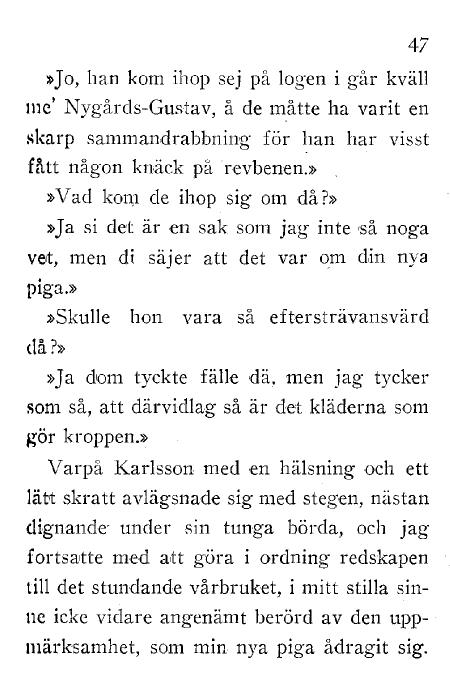 47
»Jo, han kom ihop sej på logen i går kväll
me' Nygårds-Gustav, å de måtte ha varit en
skarp sammandrabbning för han har visst
fått någon knäck på revbenen.»
»Vad kom de ihop sig om då?»
»Ja si det är en sak som jag inte så noga
vet, men di säjer att det var om din nya
piga.»
»Skulle hon vara så eftersträvansvärd
då?»
»Ja dom tyckte fälle dä, men jag tycker
som så, att därvidlag så är det kläderna som
gör kroppen.»
Varpå Karlsson med en hälsning och ett
lätt skratt avlägsnade sig med stegen, nästan
dignande under sin tunga börda, och jag
fortsatte med att göra i ordning redskapen
till det stundande vårbruket, i mitt stilla sin-
ne icke vidare angenämt berörd av den upp-
märksamhet, som min nya piga ådragit sig.